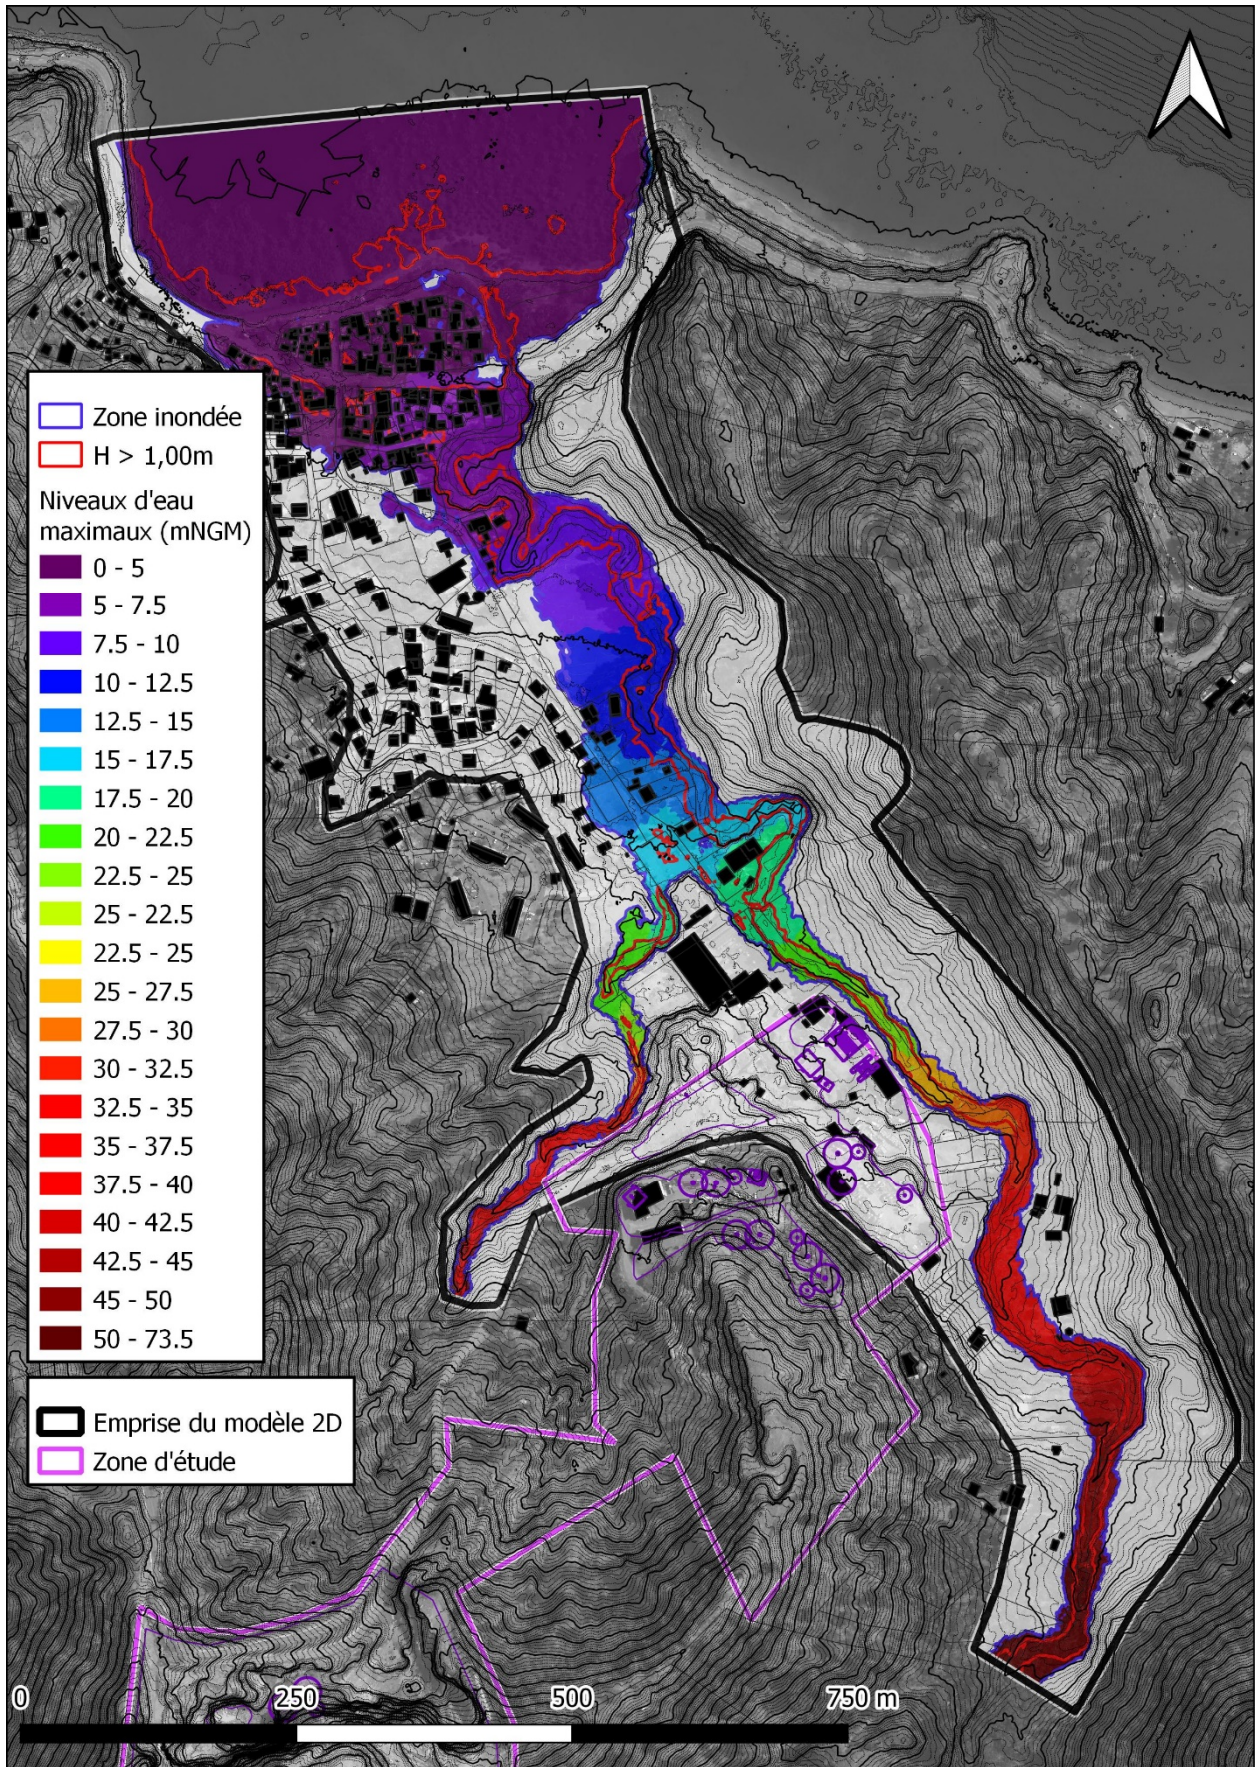 Zone inondée
H > 1,00m
Niveaux d'eau
maximaux (mNGM)
0 - 5
5 - 7.5
7.5 - 10
10 - 12.5
12.5 - 15
15 - 17.5
17.5 - 20
20 - 22.5
22.5 - 25
25 - 22.5
22.5 - 25
25 - 27.5
27.5 - 30
30 - 32.5
32.5 - 35
35 - 37.5
37.5 - 40
40 - 42.5
42.5 - 45
45 - 50
50 - 73.5
Emprise du modèle 2D
Zone d'étude
0 250 500 750 m